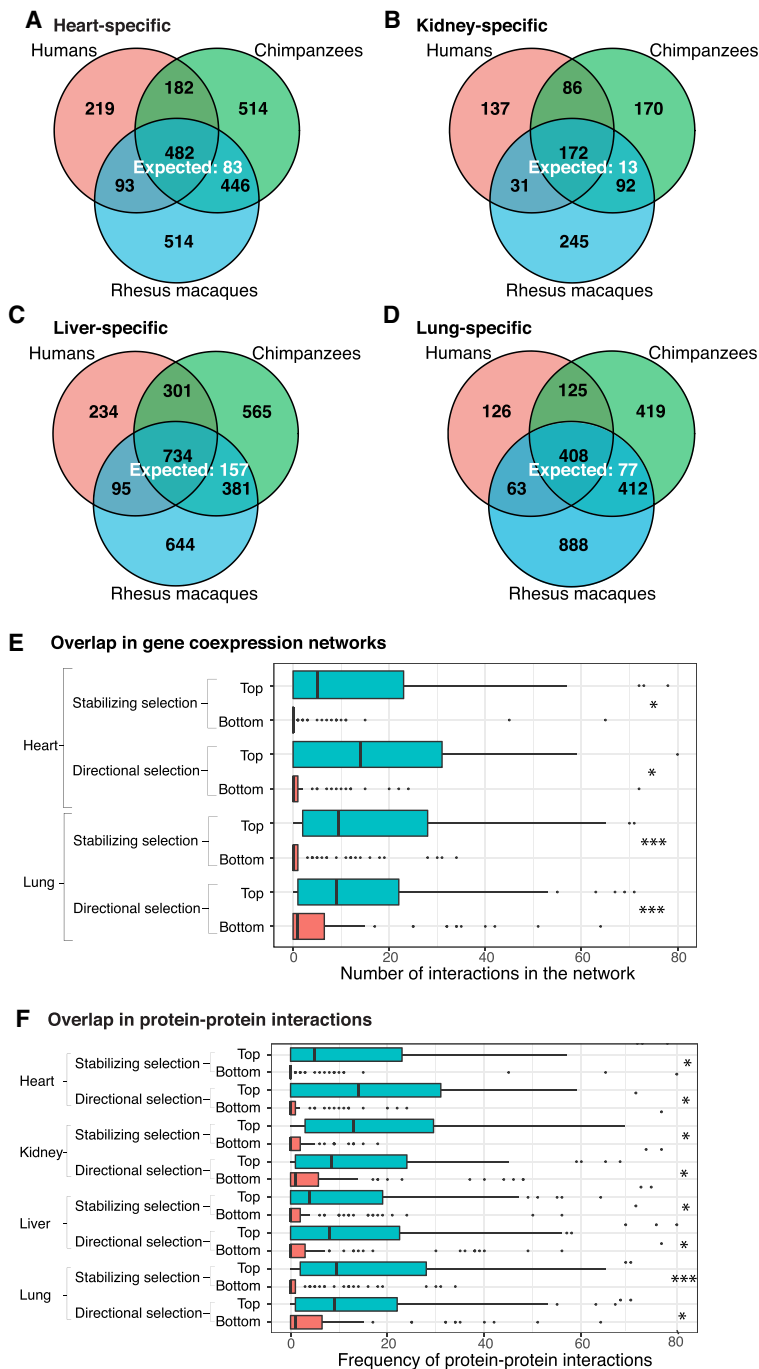 A Heart-specific
Humans
Chimpanzees
182
219
514
482
Expected: 83
93
446
514
Rhesus macaques
B Kidney-specific
Humans
Chimpanzees
86
137
170
172
Expected: 13
31
92
245
Rhesus macaques
C Liver-specific
Humans
Chimpanzees
301
234
565
734
Expected: 157
95
381
644
Rhesus macaques
D Lung-specific
Humans
Chimpanzees
125
126
419
408
Expected: 77
63
412
888
Rhesus macaques
E Overlap in gene coexpression networks
Heart
Stabilizing selection
Top
*
Bottom
Directional selection
Top
*
Bottom
Lung
Stabilizing selection
Top
***
Bottom
Directional selection
Top
***
Bottom
0 20 40 60 80
Number of interactions in the network
F Overlap in protein-protein interactions
Heart
Stabilizing selection
Top
*
Bottom
Directional selection
Top
*
Bottom
Kidney
Stabilizing selection
Top
*
Bottom
Directional selection
Top
*
Bottom
Liver
Stabilizing selection
Top
*
Bottom
Directional selection
Top
*
Bottom
Lung
Stabilizing selection
Top
***
Bottom
Directional selection
Top
*
Bottom
0 20 40 60 80
Frequency of protein-protein interactions